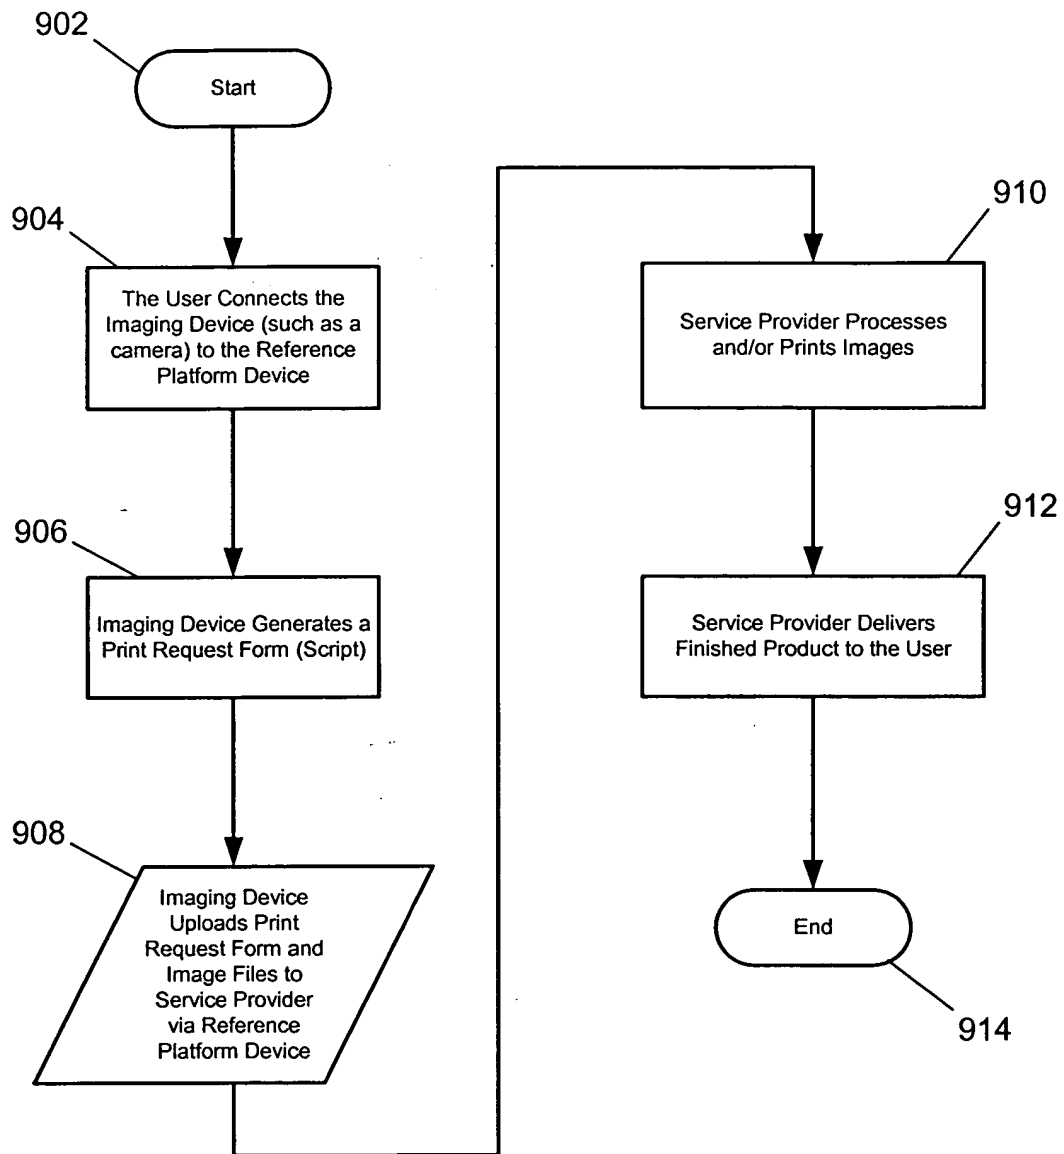 902
Start
904
The User Connects the
Imaging Device (such as a
camera) to the Reference
Platform Device
906
Imaging Device Generates a
Print Request Form (Script)
908
Imaging Device
Uploads Print
Request Form and
Image Files to
Service Provider
via Reference
Platform Device
910
Service Provider Processes
and/or Prints Images
912
Service Provider Delivers
Finished Product to the User
End
914